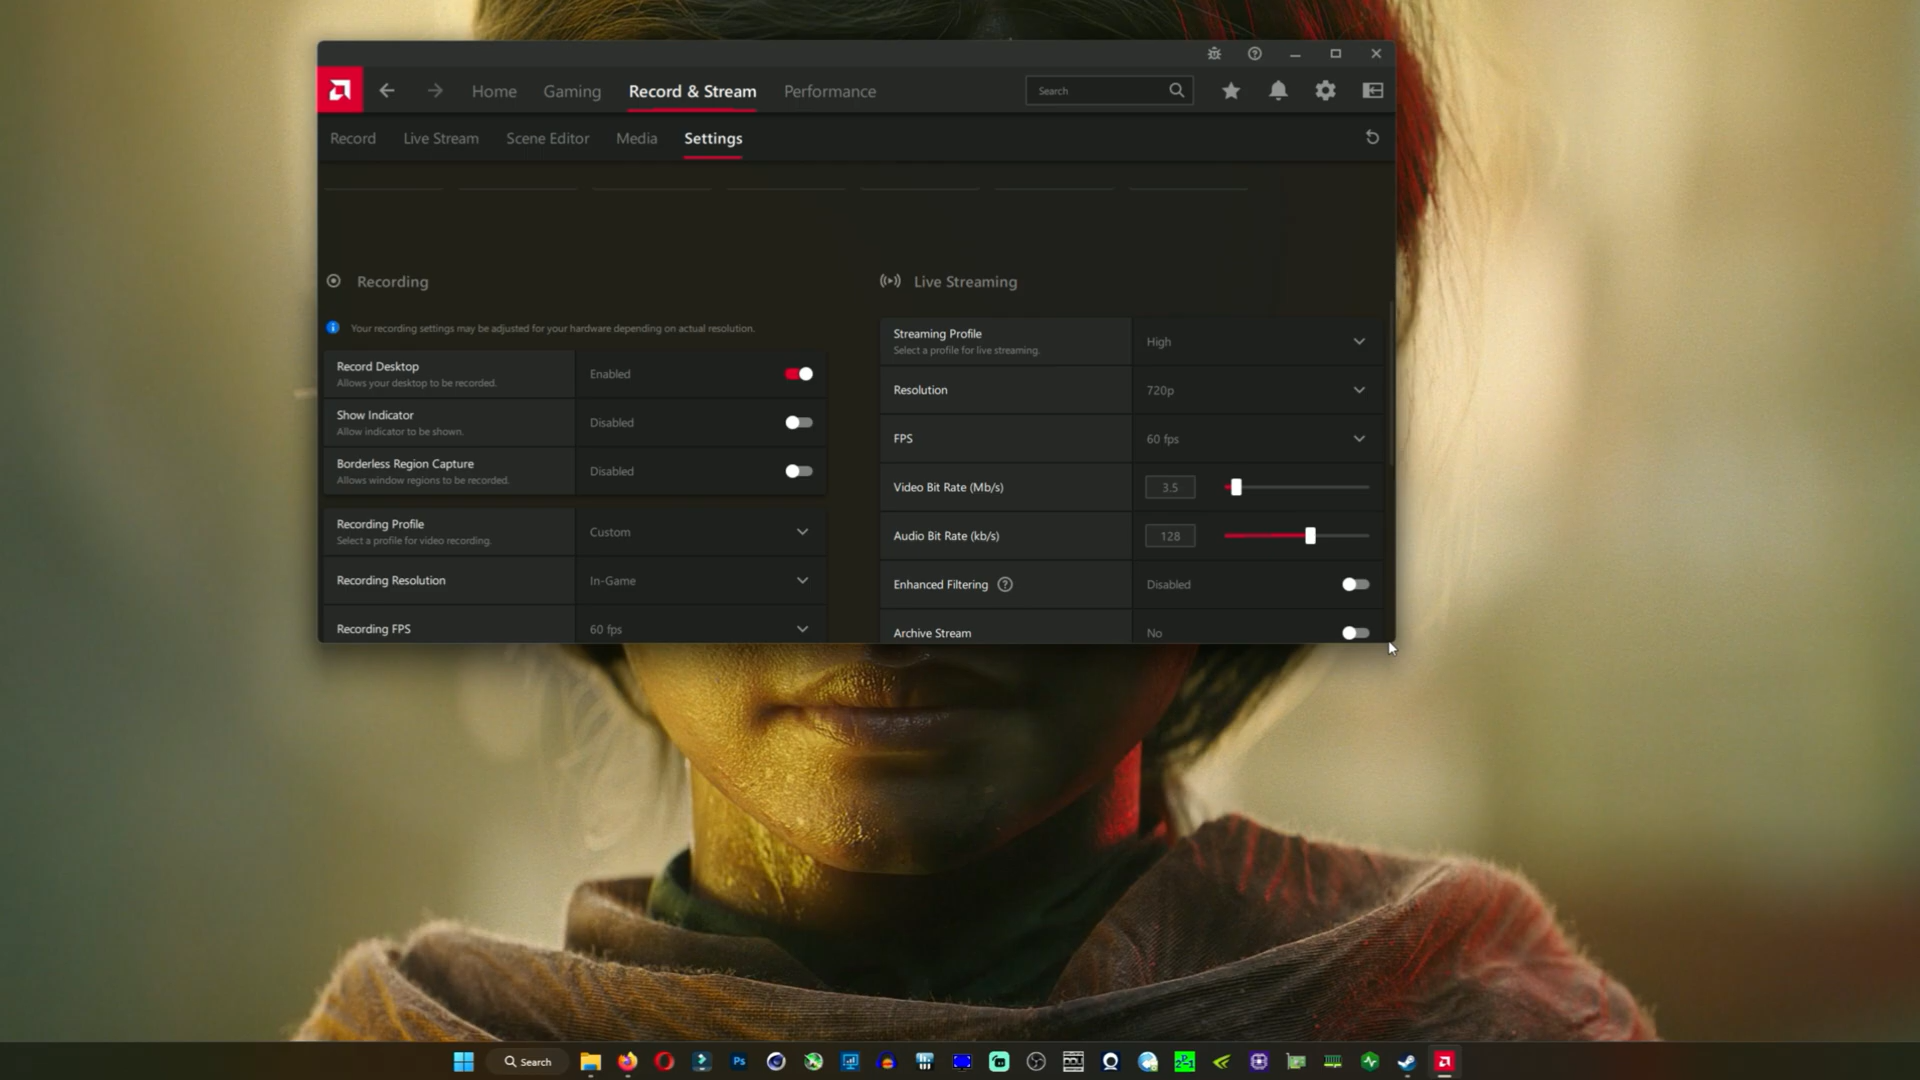 Home Gaming Record & Stream Performance Search
Record Live Stream Scene Editor Media Settings
Recording
Your recording settings may be adjusted for your hardware depending on actual resolution.
Record Desktop
Allows your desktop to be recorded.
Enabled
Show Indicator
Allow indicator to be shown.
Disabled
Borderless Region Capture
Allows window regions to be recorded.
Disabled
Recording Profile
Select a profile for video recording.
Custom
Recording Resolution
In-Game
Recording FPS
60 fps
Live Streaming
Streaming Profile
Select a profile for live streaming.
High
Resolution
720p
FPS
60 fps
Video Bit Rate (Mb/s)
3.5
Audio Bit Rate (kb/s)
128
Enhanced Filtering
Disabled
Archive Stream
No
Search
Ps